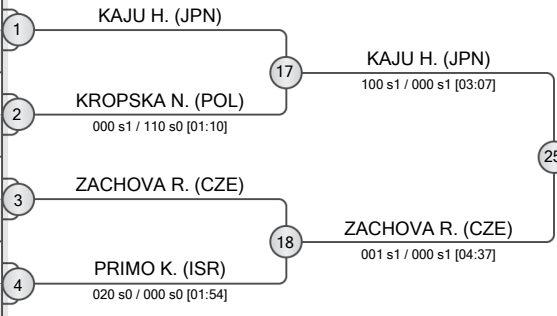 1
KAJU H. (JPN)
17
KAJU H. (JPN)
100 s1 / 000 s1 [03:07]
2
KROPSKA N. (POL)
000 s1 / 110 s0 [01:10]
25
3
ZACHOVA R. (CZE)
18
ZACHOVA R. (CZE)
001 s1 / 000 s1 [04:37]
4
PRIMO K. (ISR)
020 s0 / 000 s0 [01:54]